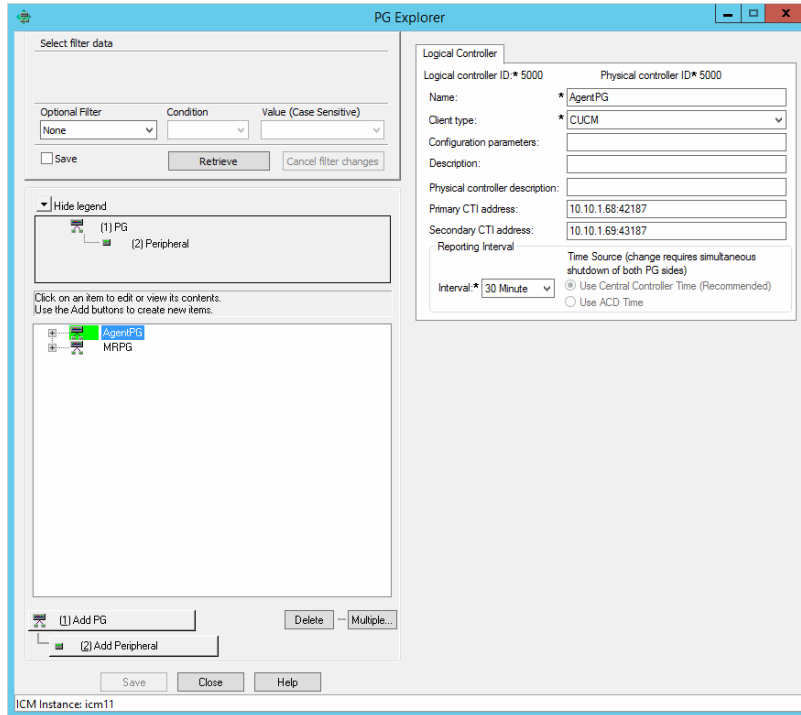 PG Explorer
Select filter data
Optional Filter Condition Value (Case Sensitive)
None
Save Retrieve Cancel filter changes
Hide legend
(1) PG
(2) Peripheral
Click on an item to edit or view its contents.
Use the Add buttons to create new items.
AgentPG
MRPG
(1) Add PG Delete Multiple...
(2) Add Peripheral
Save Close Help
ICM Instance: icm11
Logical Controller
Logical controller ID:* 5000 Physical controller ID* 5000
Name: * AgentPG
Client type: * CUCM
Configuration parameters:
Description:
Physical controller description:
Primary CTI address: 10.10.1.68:42187
Secondary CTI address: 10.10.1.69:43187
Reporting Interval
Time Source (change requires simultaneous
shutdown of both PG sides)
Interval:* 30 Minute Use Central Controller Time (Recommended)
Use ACD Time